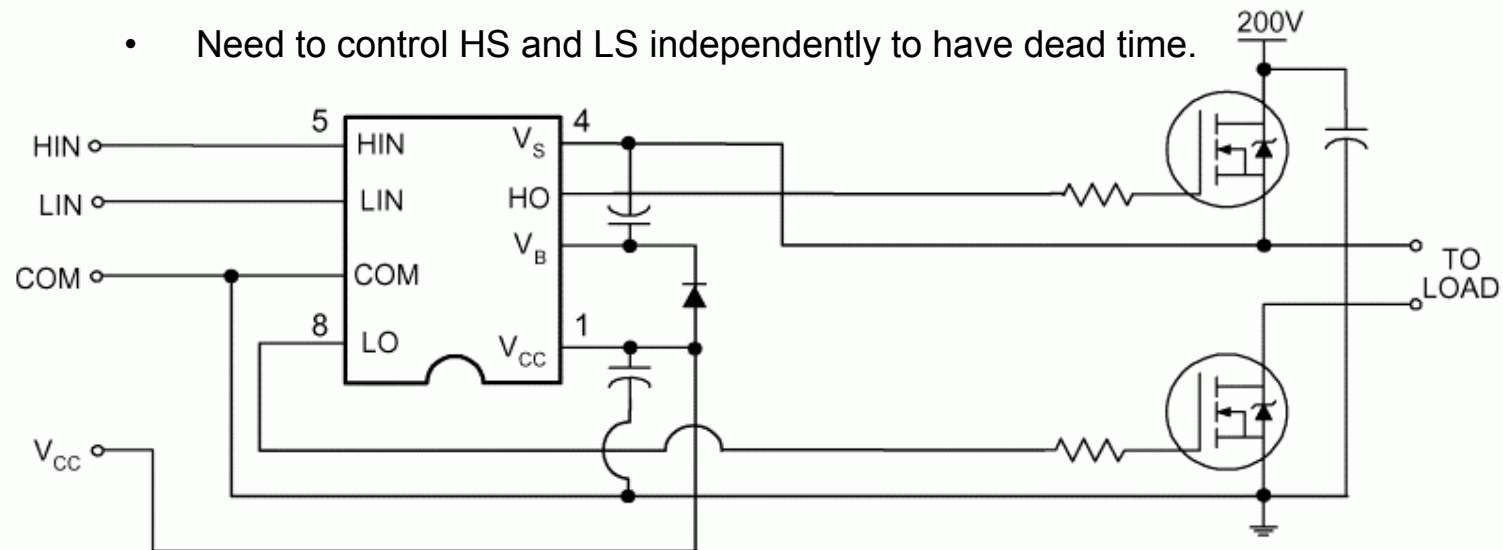 200V
• Need to control HS and LS independently to have dead time.
5
4
HIN
HIN
VS
LIN
LIN
HO
VB
COM
COM
TO
LOAD
8
1
LO
VCC
VCC